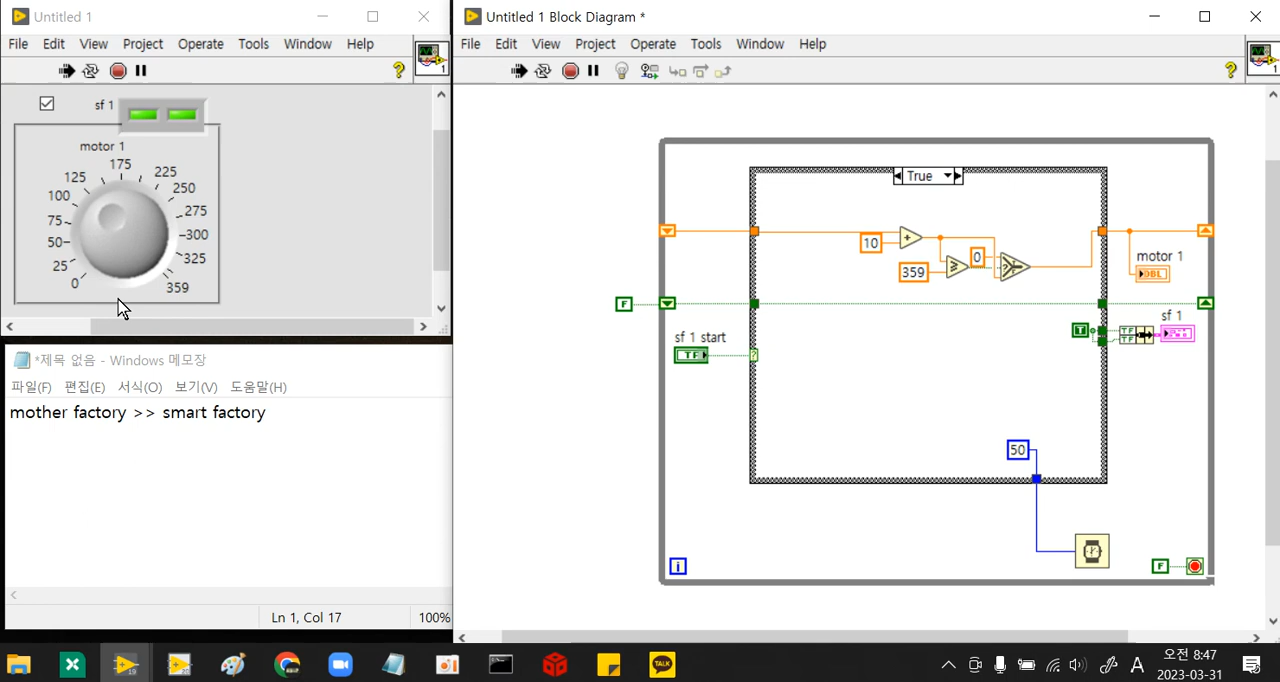 Untitled 1
File Edit View Project Operate Tools Window Help
sf 1
motor 1
0 25 50 75 100 125 175 225 250 275 300 325 359
*제목 없음 - Windows 메모장
파일(F) 편집(E) 서식(O) 보기(V) 도움말(H)
mother factory >> smart factory
Ln 1, Col 17 100%
Untitled 1 Block Diagram *
File Edit View Project Operate Tools Window Help
True
10
359
0
motor 1
DBL
F
sf 1
T
TF
TF
sf 1 start
TF
?
50
i
F
19
TALK
A
오전 8:47
2023-03-31